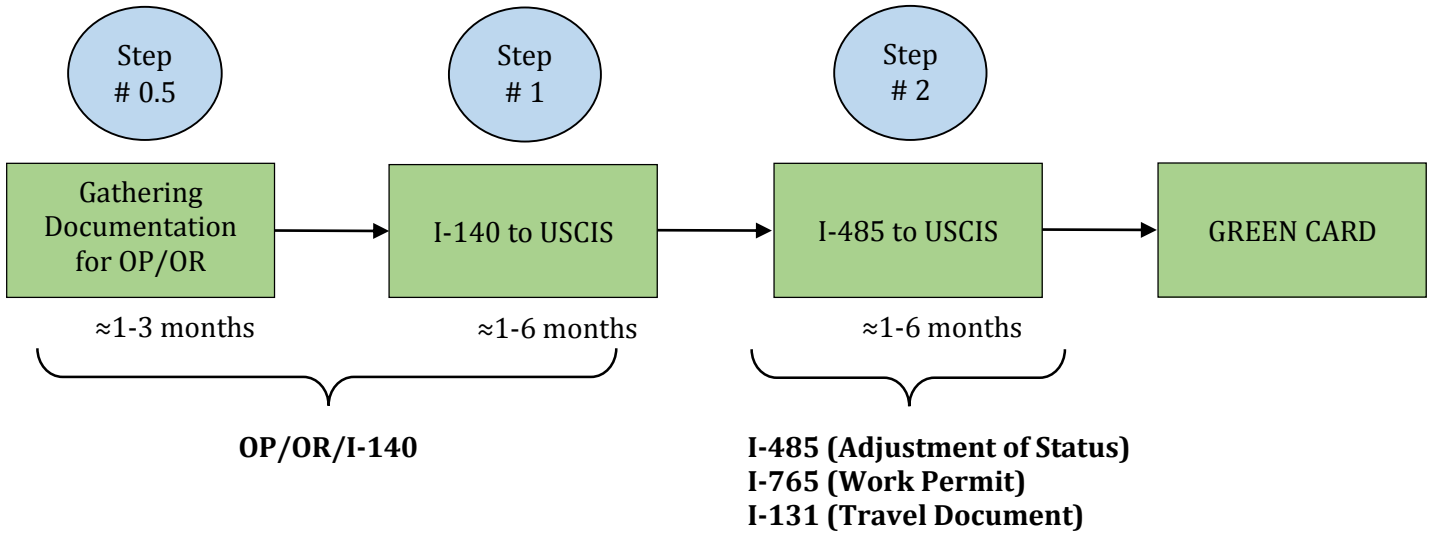 Step
# 0.5
Step
# 1
Step
# 2
Gathering
Documentation
for OP/OR
I-140 to USCIS
I-485 to USCIS
GREEN CARD
≈1-3 months
≈1-6 months
≈1-6 months
OP/OR/I-140
I-485 (Adjustment of Status)
I-765 (Work Permit)
I-131 (Travel Document)